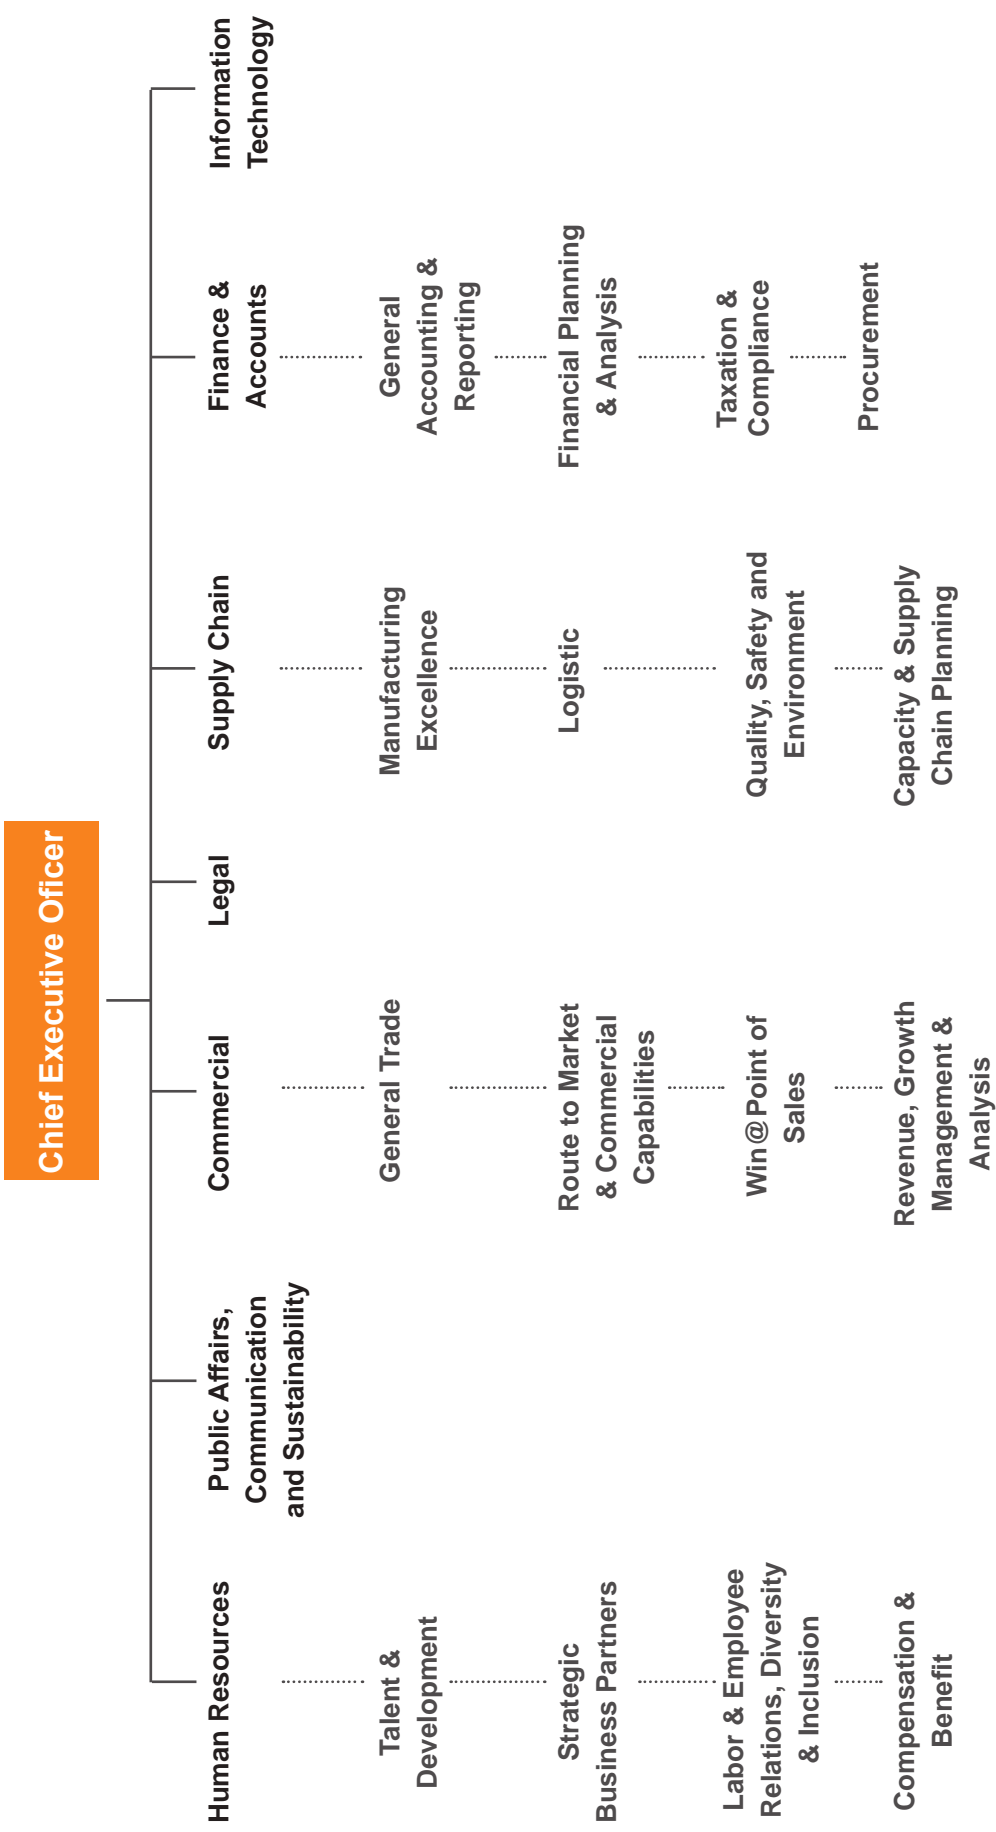 Chief Executive Oficer
Human Resources
Talent &
Development
Strategic
Business Partners
Labor & Employee
Relations, Diversity
& Inclusion
Compensation &
Benefit
Public Affairs,
Communication
and Sustainability
Commercial
General Trade
Route to Market
& Commercial
Capabilities
Win@Point of
Sales
Revenue, Growth
Management &
Analysis
Legal
Supply Chain
Manufacturing
Excellence
Logistic
Quality, Safety and
Environment
Capacity & Supply
Chain Planning
Finance &
Accounts
General
Accounting &
Reporting
Financial Planning
& Analysis
Taxation &
Compliance
Procurement
Information
Technology